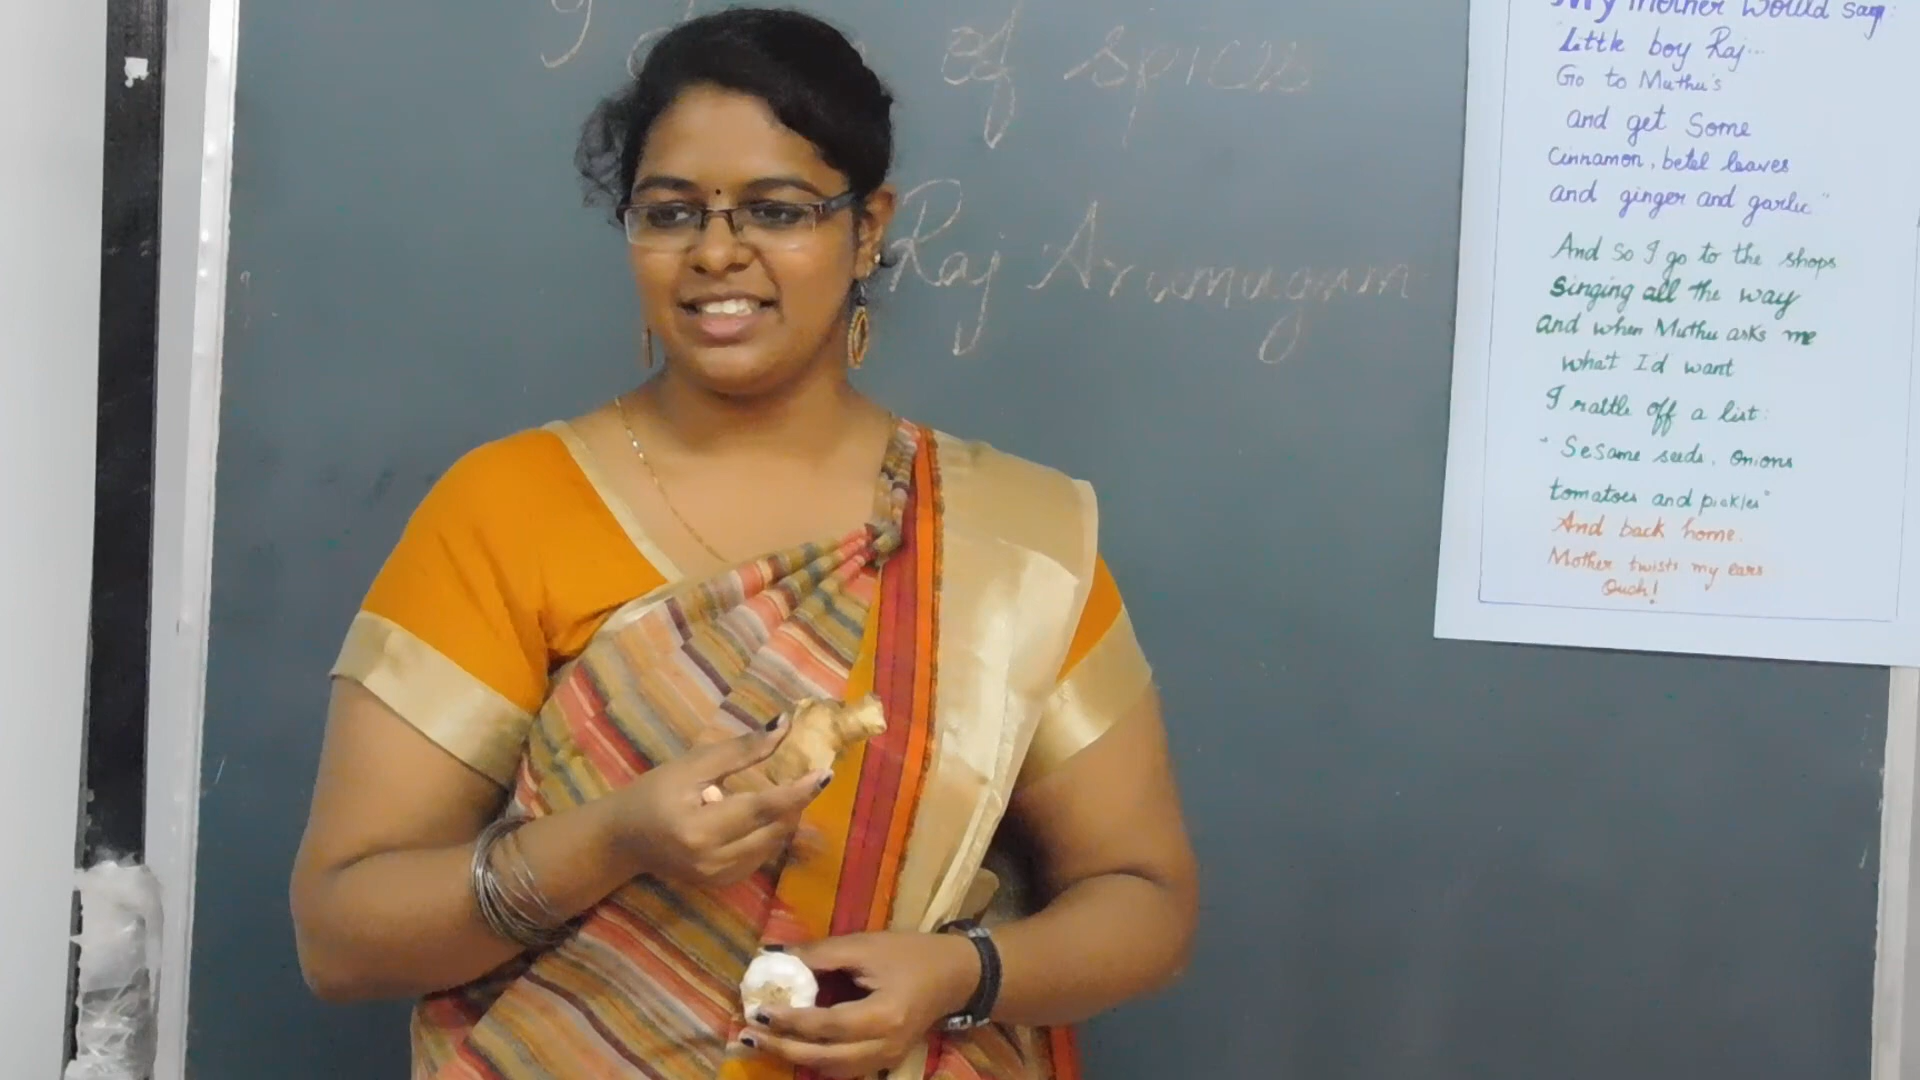 I
of spices
Raj Arumugam
My mother would say:
"Little boy Raj...
Go to Muthu's
and get Some
Cinnamon, betel leaves
and ginger and garlic"
And so I go to the shops
Singing all the way
and when Muthu asks me
what I'd want
I rattle off a list:
"Sesame seeds, onions
tomatoes and pickles"
And back home.
Mother twists my ears
Ouch!